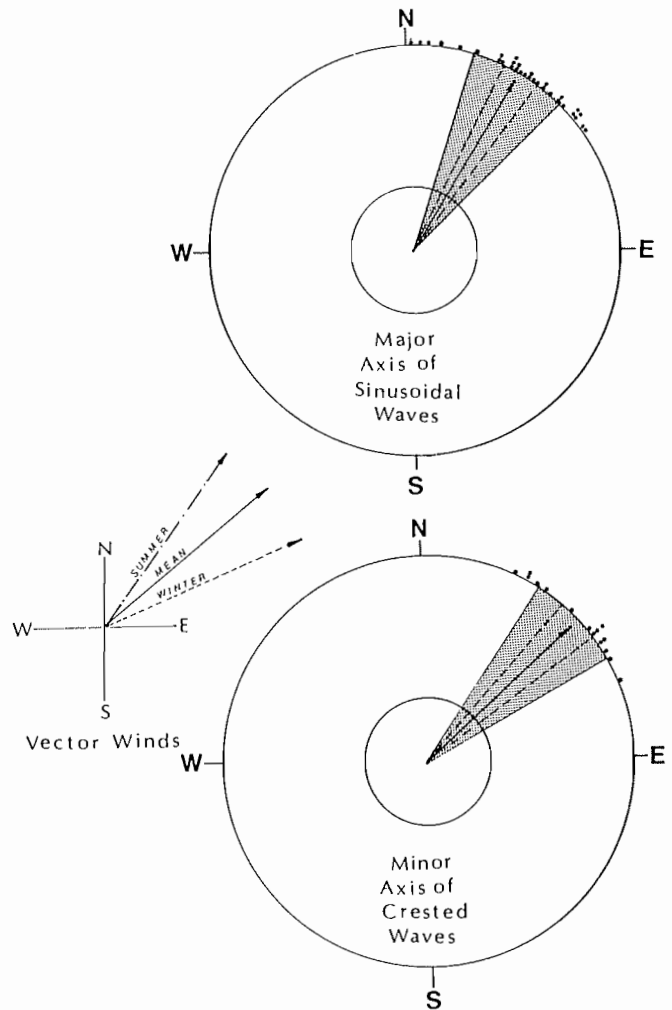 N
W
E
Major
Axis of
Sinusoidal
Waves
S
SUMMER
MEAN
WINTER
N
W
E
S
Vector Winds
N
W
E
Minor
Axis of
Crested
Waves
S